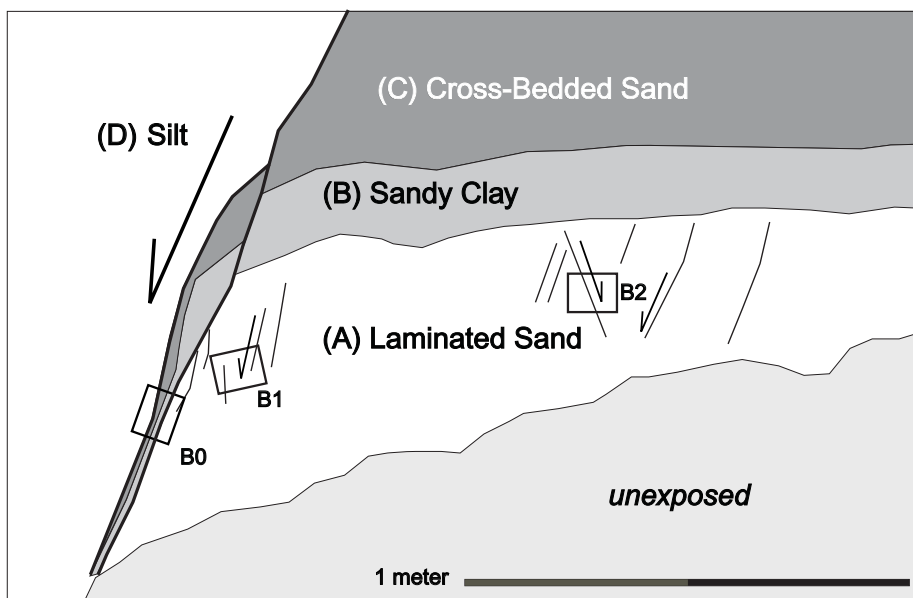 (C) Cross-Bedded Sand
(D) Silt
(B) Sandy Clay
B2
(A) Laminated Sand
B1
B0
unexposed
1 meter